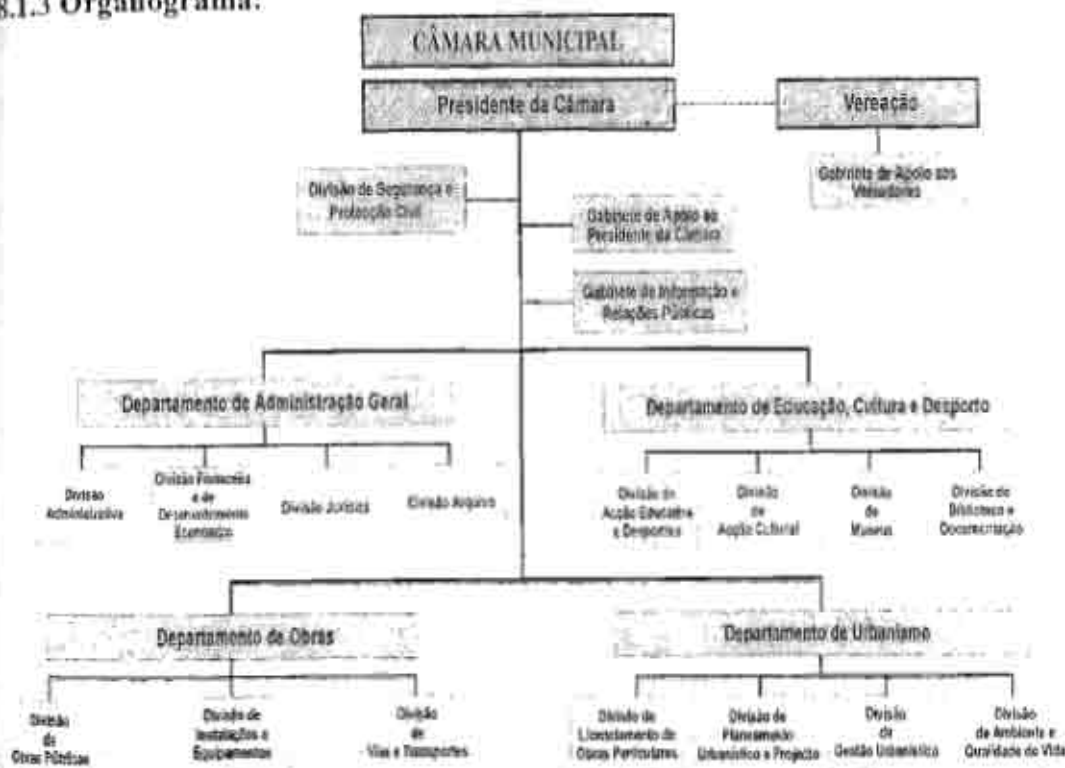 8.1.3 Organograma:
CÂMARA MUNICIPAL
Presidente da Câmara
Vereação
Gabinete de Apoio aos
Vereadores
Divisão de Segurança e
Protecção Civil
Gabinete de Apoio ao
Presidente da Câmara
Gabinete de Informação e
Relações Públicas
Departamento de Administração Geral
Departamento de Educação, Cultura e Desporto
Divisão
Administrativa
Divisão Financeira
e de
Desenvolvimento
Económico
Divisão Jurídica
Divisão Arquivo
Divisão de
Acção Educativa
e Desportiva
Divisão
de
Acção Cultural
Divisão
de
Museus
Divisão de
Biblioteca e
Documentação
Departamento de Obras
Departamento de Urbanismo
Divisão
de
Obras Públicas
Divisão de
Instalações e
Equipamentos
Divisão
de
Vias e Transportes
Divisão de
Licenciamento de
Obras Particulares
Divisão de
Planeamento
Urbanístico e Projecto
Divisão
de
Gestão Urbanística
Divisão
de Ambiente e
Qualidade de Vida